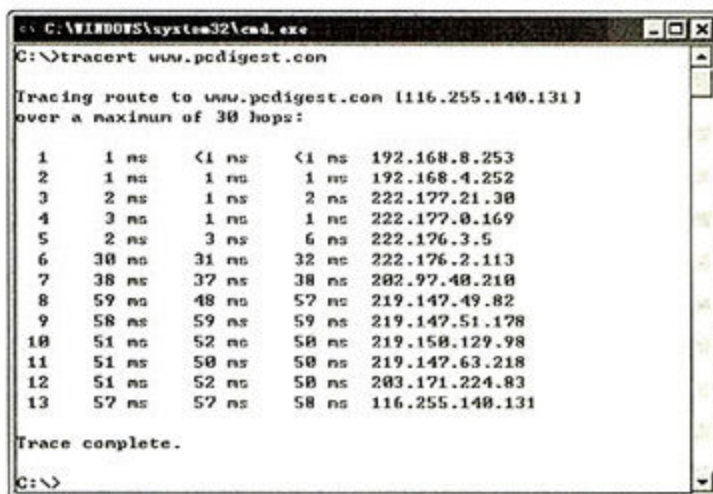 C:\WINDOWS\system32\cmd.exe
C:\>tracert www.pcdigest.com
Tracing route to www.pcdigest.com [116.255.140.131]
over a maximum of 30 hops:
1 1 ms <1 ms <1 ms 192.168.8.253
2 1 ms 1 ms 1 ms 192.168.4.252
3 2 ms 1 ms 2 ms 222.177.21.30
4 3 ms 1 ms 1 ms 222.177.0.169
5 2 ms 3 ms 6 ms 222.176.3.5
6 30 ms 31 ms 32 ms 222.176.2.113
7 38 ms 37 ms 38 ms 202.97.40.210
8 59 ms 48 ms 57 ms 219.147.49.82
9 58 ms 59 ms 59 ms 219.147.51.178
10 51 ms 52 ms 50 ms 219.150.129.98
11 51 ms 50 ms 50 ms 219.147.63.218
12 51 ms 52 ms 50 ms 203.171.224.83
13 57 ms 57 ms 58 ms 116.255.140.131
Trace complete.
C:\>